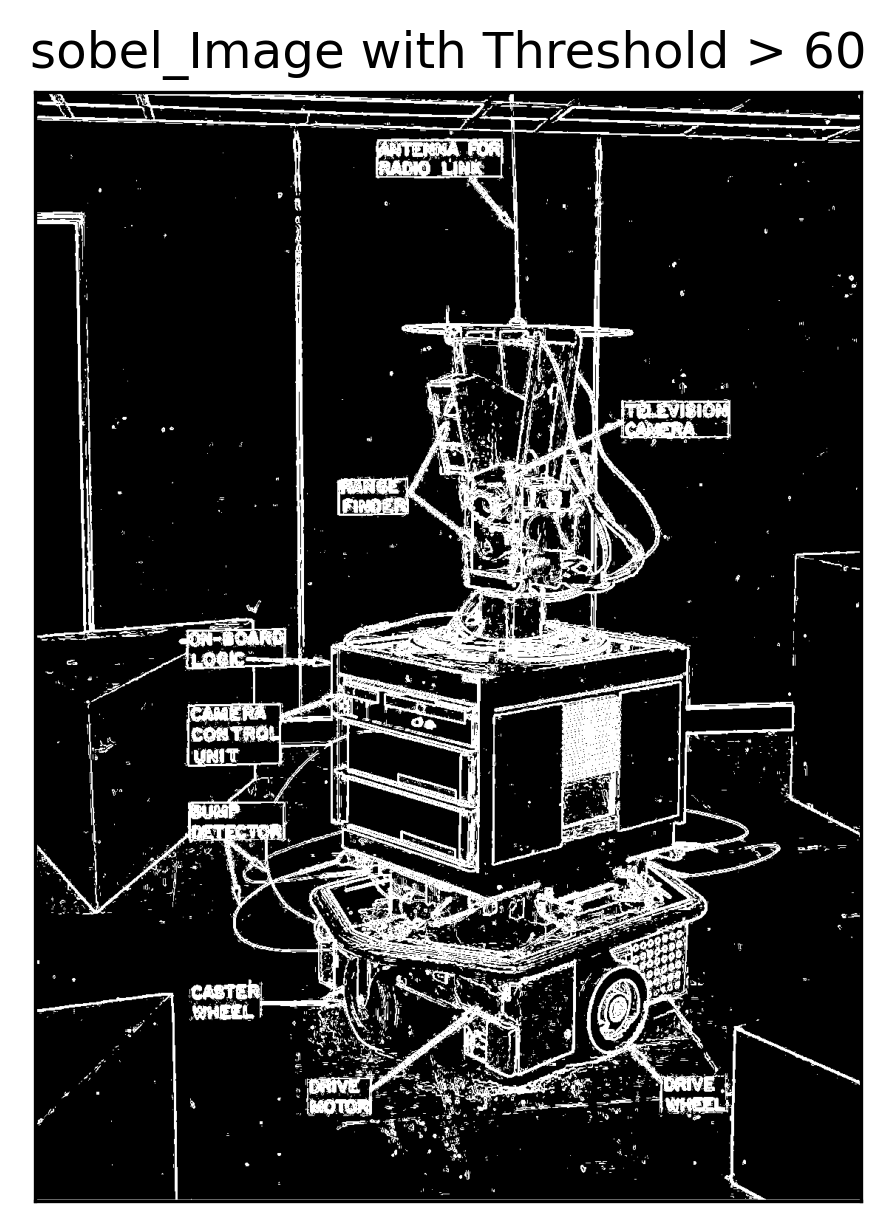 sobel_Image with Threshold > 60
ANTENNA FOR
RADIO LINK
TELEVISION
CAMERA
RANGE
FINDER
ON-BOARD
LOGIC
CAMERA
CONTROL
UNIT
BUMP
DETECTOR
CASTER
WHEEL
DRIVE
MOTOR
DRIVE
WHEEL